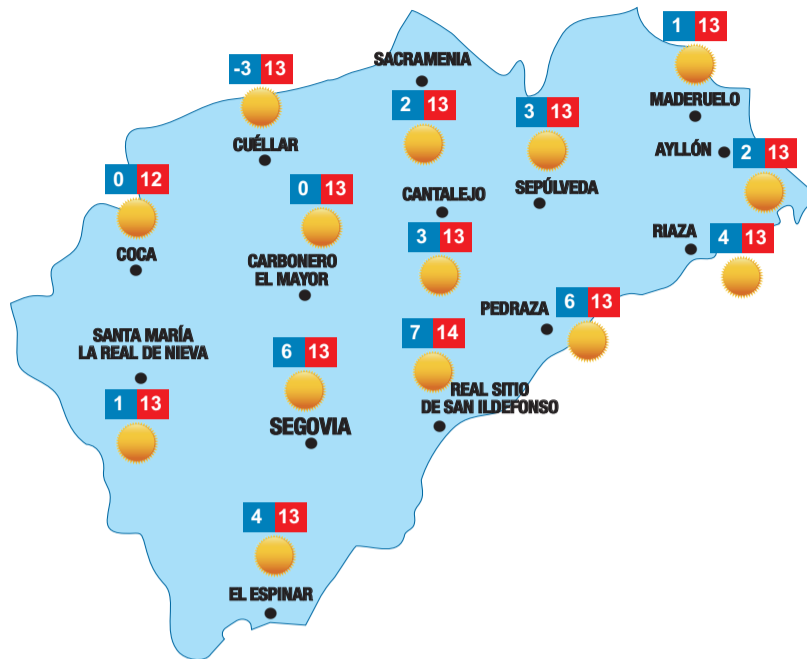 1 13
MADERUELO
SACRAMENIA
2 13
-3 13
CUÉLLAR
3 13
SEPÚLVEDA
AYLLÓN
2 13
0 12
COCA
0 13
CARBONERO
EL MAYOR
CANTALEJO
3 13
RIAZA
4 13
PEDRAZA
6 13
SANTA MARÍA
LA REAL DE NIEVA
1 13
6 13
SEGOVIA
7 14
REAL SITIO
DE SAN ILDEFONSO
4 13
EL ESPINAR